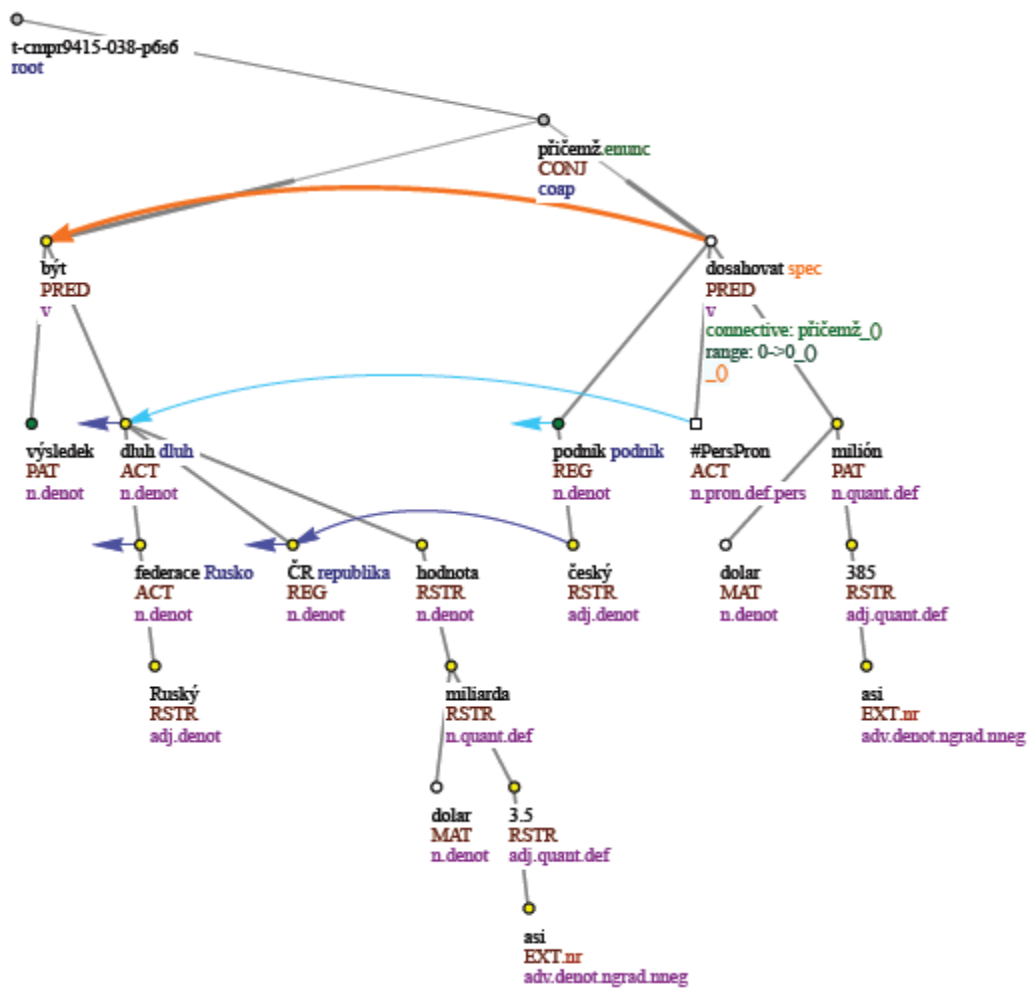 t-cmpr9415-038-p6s6
root
přičemž.enunc
CONJ
coap
být
PRED
v
dosahovat spec
PRED
v
connective: přičemž_()
range: 0->0_()
_()
výsledek
PAT
n.denot
dluh dluh
ACT
n.denot
podnik podnik
REG
n.denot
#PersPron
ACT
n.pron.def.pers
milión
PAT
n.quant.def
federace Rusko
ACT
n.denot
ČR republika
REG
n.denot
hodnota
RSTR
n.denot
český
RSTR
adj.denot
dolar
MAT
n.denot
385
RSTR
adj.quant.def
Ruský
RSTR
adj.denot
miliarda
RSTR
n.quant.def
asi
EXT.nr
adv.denot.ngrad.nneg
dolar
MAT
n.denot
3.5
RSTR
adj.quant.def
asi
EXT.nr
adv.denot.ngrad.nneg